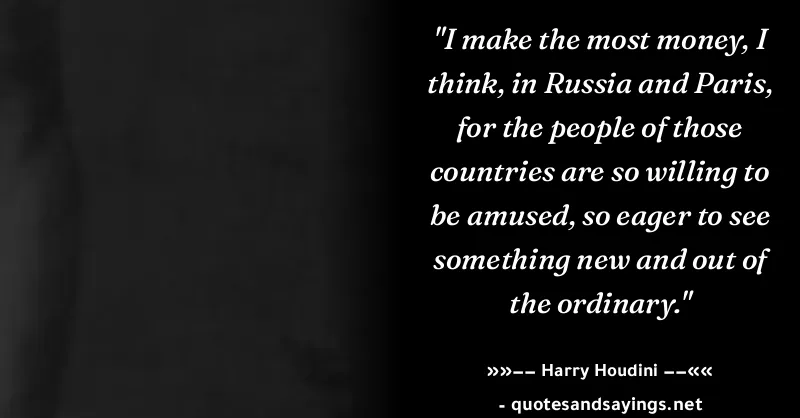 "I make the most money, I
think, in Russia and Paris,
for the people of those
countries are so willing to
be amused, so eager to see
something new and out of
the ordinary."
»»−− Harry Houdini −−««
- quotesandsayings.net